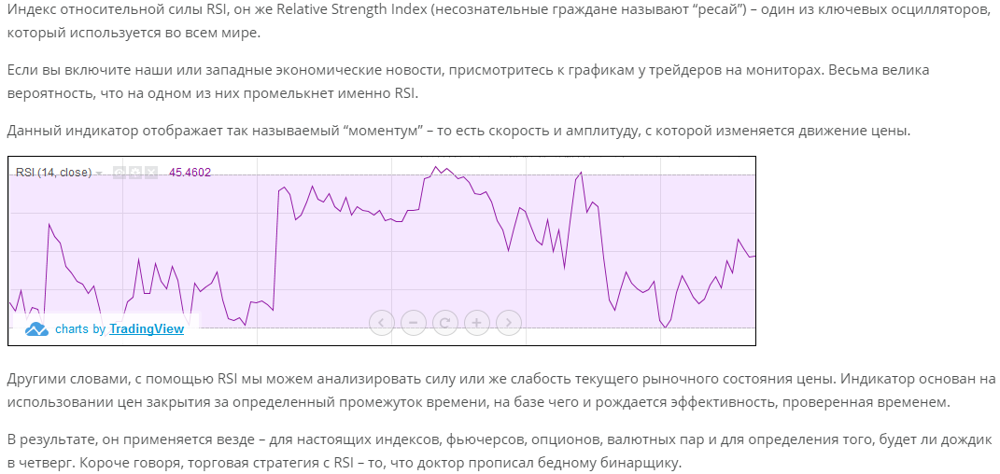 Индекс относительной силы RSI, он же Relative Strength Index (несознательные граждане называют “ресай”) – один из ключевых осцилляторов,
который используется во всем мире.
Если вы включите наши или западные экономические новости, присмотритесь к графикам у трейдеров на мониторах. Весьма велика
вероятность, что на одном из них промелькнет именно RSI.
Данный индикатор отображает так называемый “моментум” – то есть скорость и амплитуду, с которой изменяется движение цены.
RSI (14, close) 45.4602
charts by TradingView
Другими словами, с помощью RSI мы можем анализировать силу или же слабость текущего рыночного состояния цены. Индикатор основан на
использовании цен закрытия за определенный промежуток времени, на базе чего и рождается эффективность, проверенная временем.
В результате, он применяется везде – для настоящих индексов, фьючерсов, опционов, валютных пар и для определения того, будет ли дождик
в четверг. Короче говоря, торговая стратегия с RSI – то, что доктор прописал бедному бинарщику.